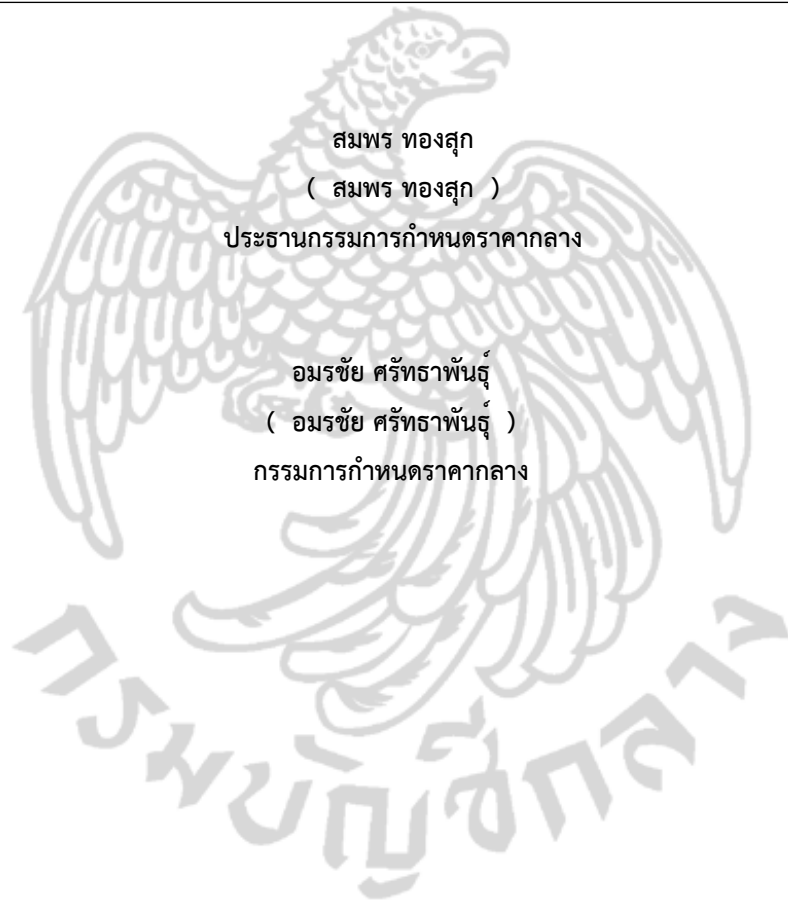 สมพร ทองสุก
( สมพร ทองสุก )
ประธานกรรมการกำหนดราคากลาง
อมรชัย ศรัทธาพันธุ์
( อมรชัย ศรัทธาพันธุ์ )
กรรมการกำหนดราคากลาง
กรมบัญชีกลาง